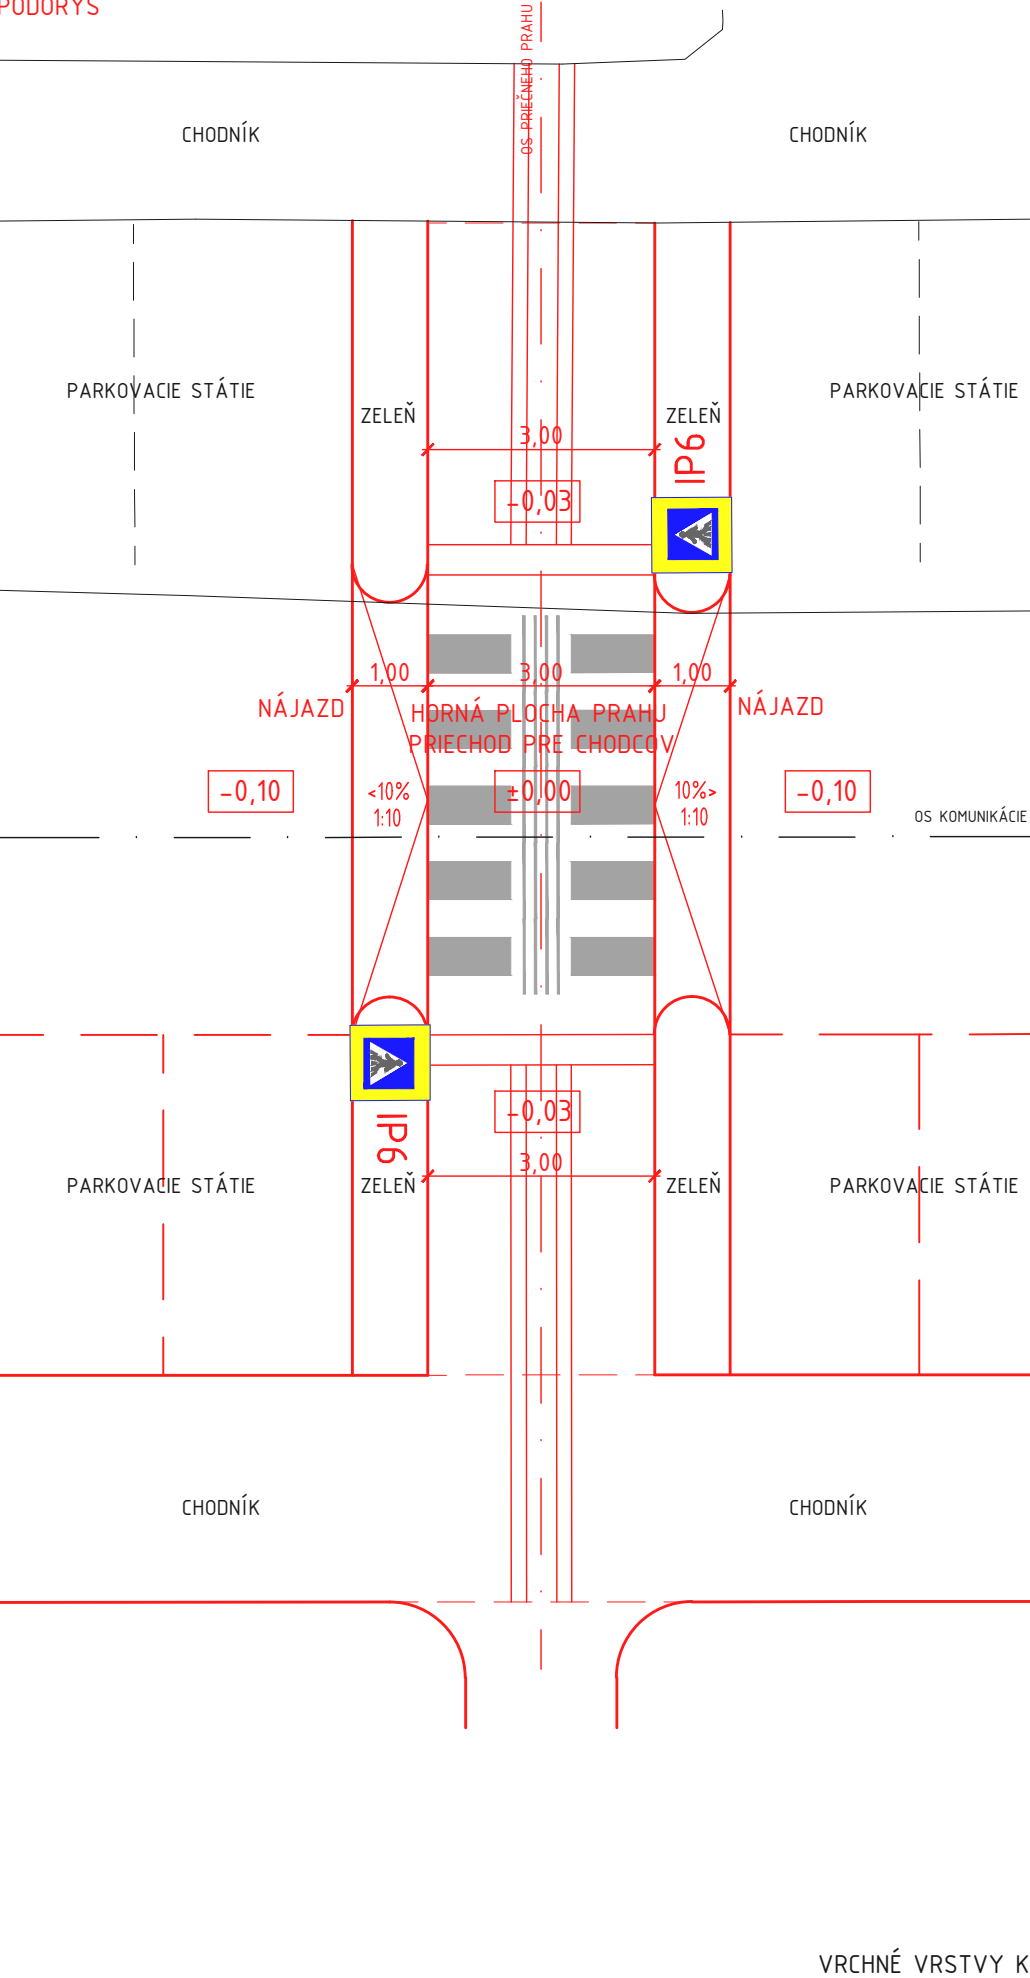 PÔDORYS
OS PRIEČNEHO PRAHU
CHODNÍK
CHODNÍK
PARKOVACIE STÁTIE
PARKOVACIE STÁTIE
ZELEŇ
ZELEŇ
3,00
IP6
-0,03
1,00
3,00
1,00
NÁJAZD
HORNÁ PLOCHA PRAHU
NÁJAZD
PRIECHOD PRE CHODCOV
-0,10
<10%
±0,00
10%>
-0,10
1:10
1:10
OS KOMUNIKÁCIE
-0,03
IP6
3,00
PARKOVACIE STÁTIE
ZELEŇ
ZELEŇ
PARKOVACIE STÁTIE
CHODNÍK
CHODNÍK
VRCHNÉ VRSTVY K